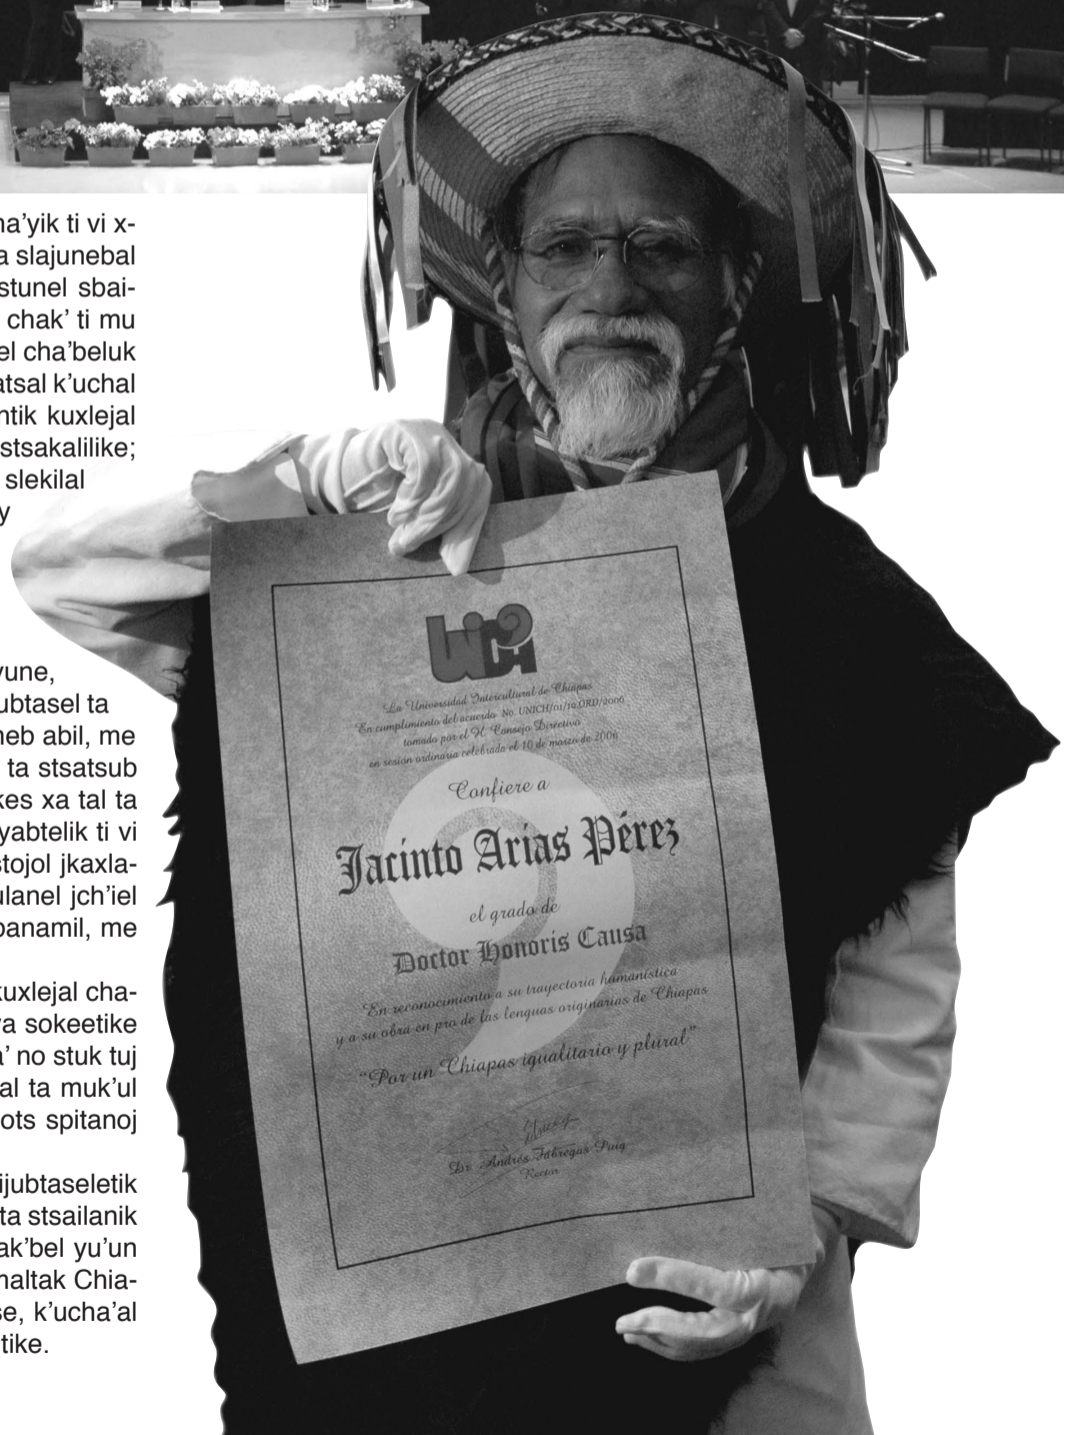 na’yik ti vi x-
a slajunebal
stunel sbai-
chak’ ti mu
el cha’beluk
atsal k’uchal
ntik kuxlejal
stsakalilike;
slekilal
y
yune,
ubtasel ta
neb abil, me
ta stsatsub
kes xa tal ta
yabtelik ti vi
stojol jkaxla-
ulanel jch’iel
banamil, me
kuxlejal cha-
va sokeetike
a’ no stuk tuj
al ta muk’ul
ots spitanoj
ijubtaseletik
ta stsailanik
ak’bel yu’un
maltak Chia-
se, k’ucha’al
tike.
La Universidad Intercultural de Chiapas
En cumplimiento del acuerdo No. UNICH/01/10.ORD/2006
tomado por el H. Consejo Directivo
en sesión ordinaria celebrada el 10 de marzo de 2006
Confiere a
Jacinto Arias Pérez
el grado de
Doctor Honoris Causa
En reconocimiento a su trayectoria humanística
y a su obra en pro de las lenguas originarias de Chiapas
“Por un Chiapas igualitario y plural”
Dr. Andrés Fábregas Puig
Rector